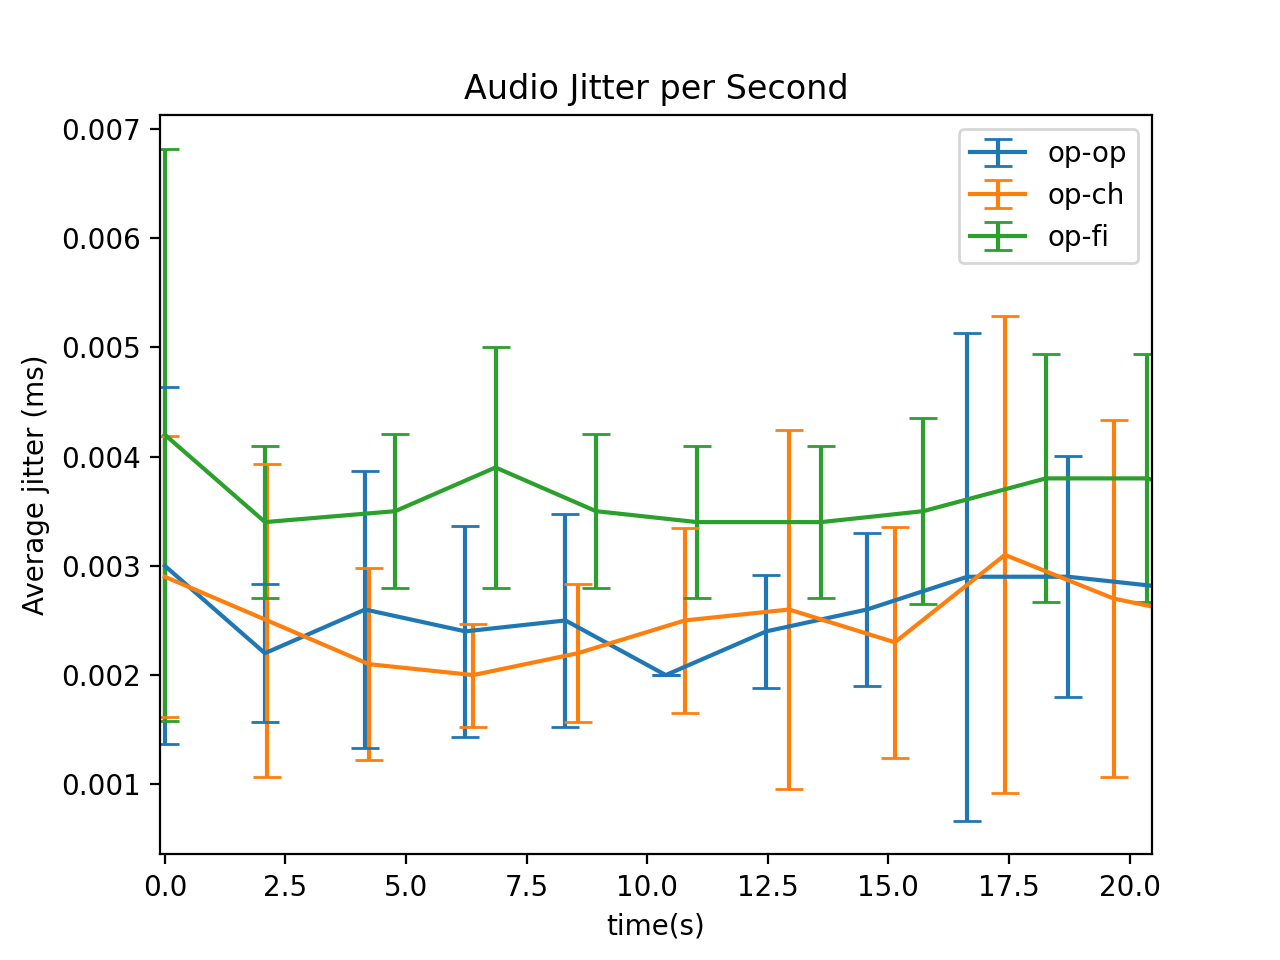 Audio Jitter per Second
op-op
op-ch
op-fi
Average jitter (ms)
0.007
0.006
0.005
0.004
0.003
0.002
0.001
0.0 2.5 5.0 7.5 10.0 12.5 15.0 17.5 20.0
time(s)